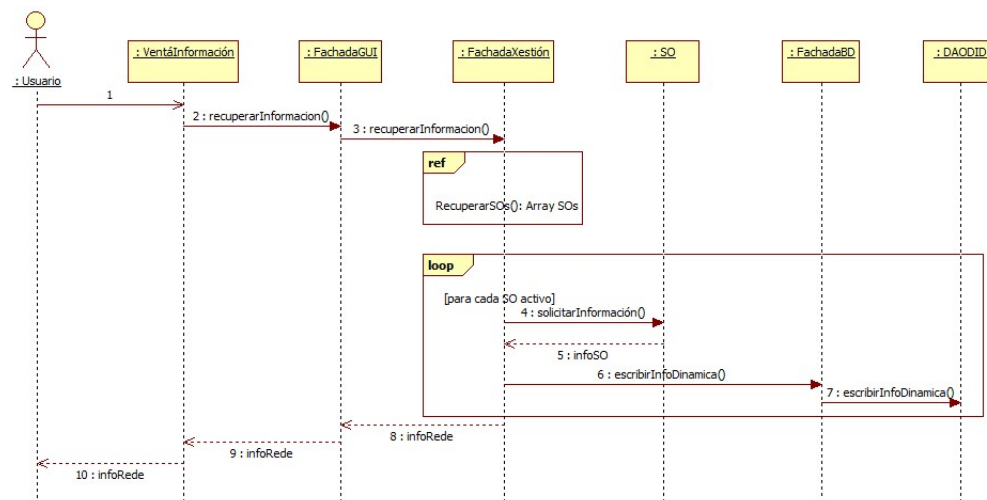 : Usuario
: VentáInformación
: FachadaGUI
: FachadaXestión
: SO
: FachadaBD
: DAODID
1
2 : recuperarInformacion()
3 : recuperarInformacion()
ref
RecuperarSOs(): Array SOs
loop
[para cada SO activo]
4 : solicitarInformación()
5 : infoSO
6 : escribirInfoDinamica()
7 : escribirInfoDinamica()
8 : infoRede
9 : infoRede
10 : infoRede